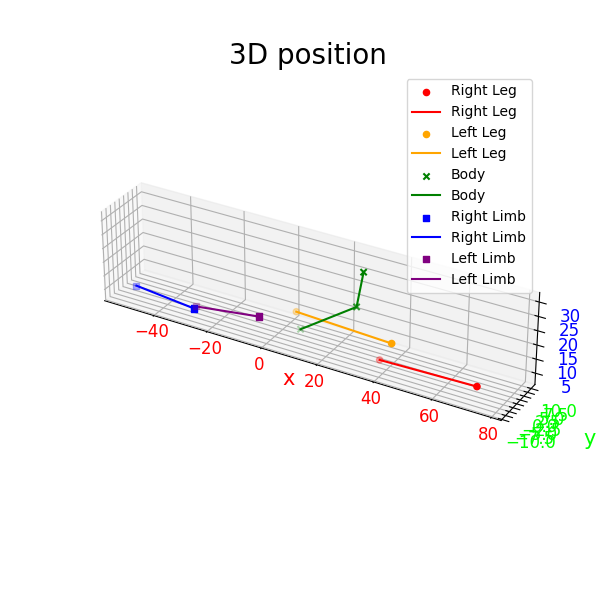 3D position
Right Leg
Right Leg
Left Leg
Left Leg
Body
Body
Right Limb
Right Limb
Left Limb
Left Limb
−40
−20
0
20
40
60
80
x
30
25
20
15
10
5
10.0
−10.0
y